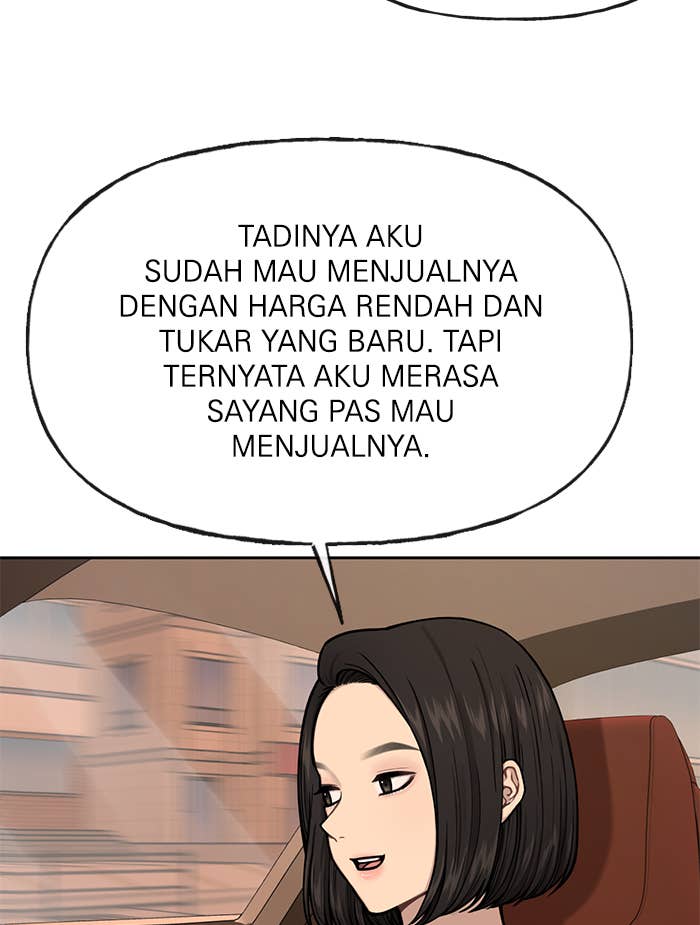 TADINYA AKU
SUDAH MAU MENJUALNYA
DENGAN HARGA RENDAH DAN
TUKAR YANG BARU. TAPI
TERNYATA AKU MERASA
SAYANG PAS MAU
MENJUALNYA.